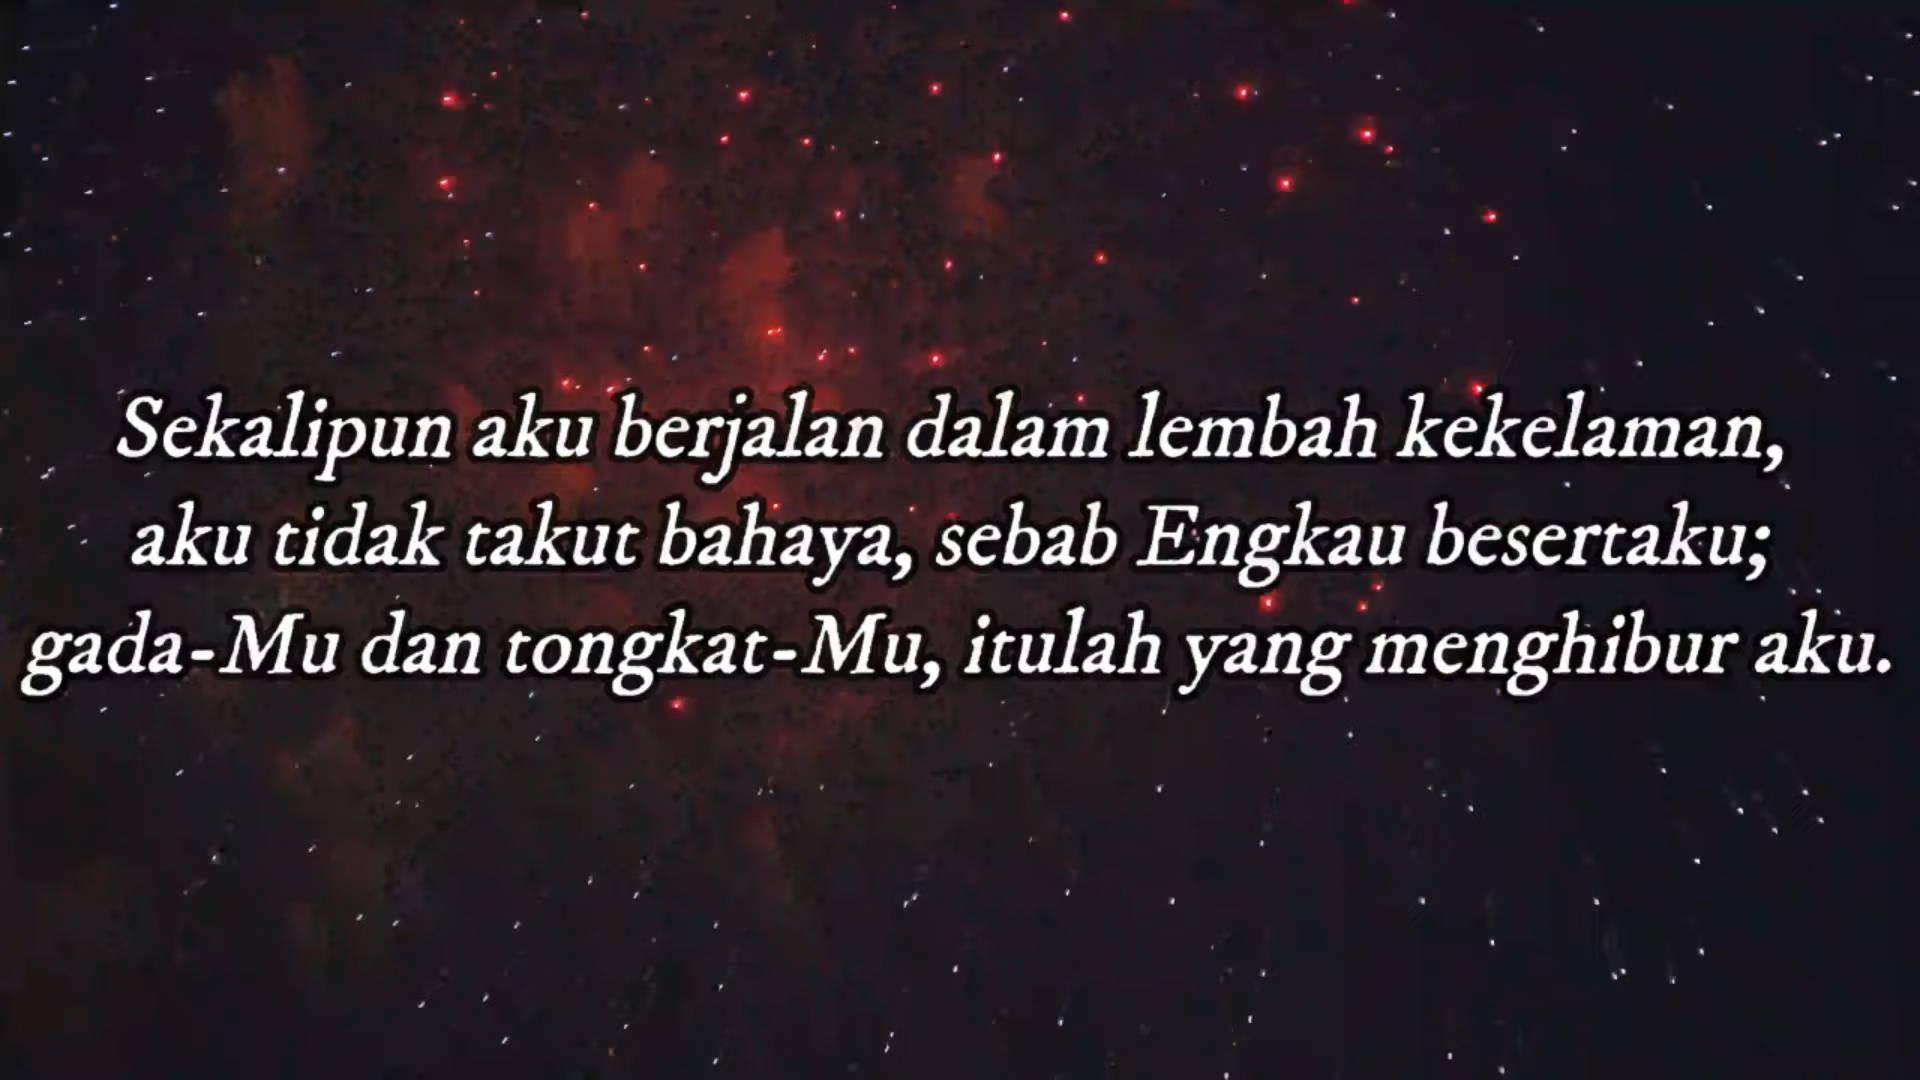 Sekalipun aku berjalan dalam lembah kekelaman,
aku tidak takut bahaya, sebab Engkau besertaku;
gada-Mu dan tongkat-Mu, itulah yang menghibur aku.